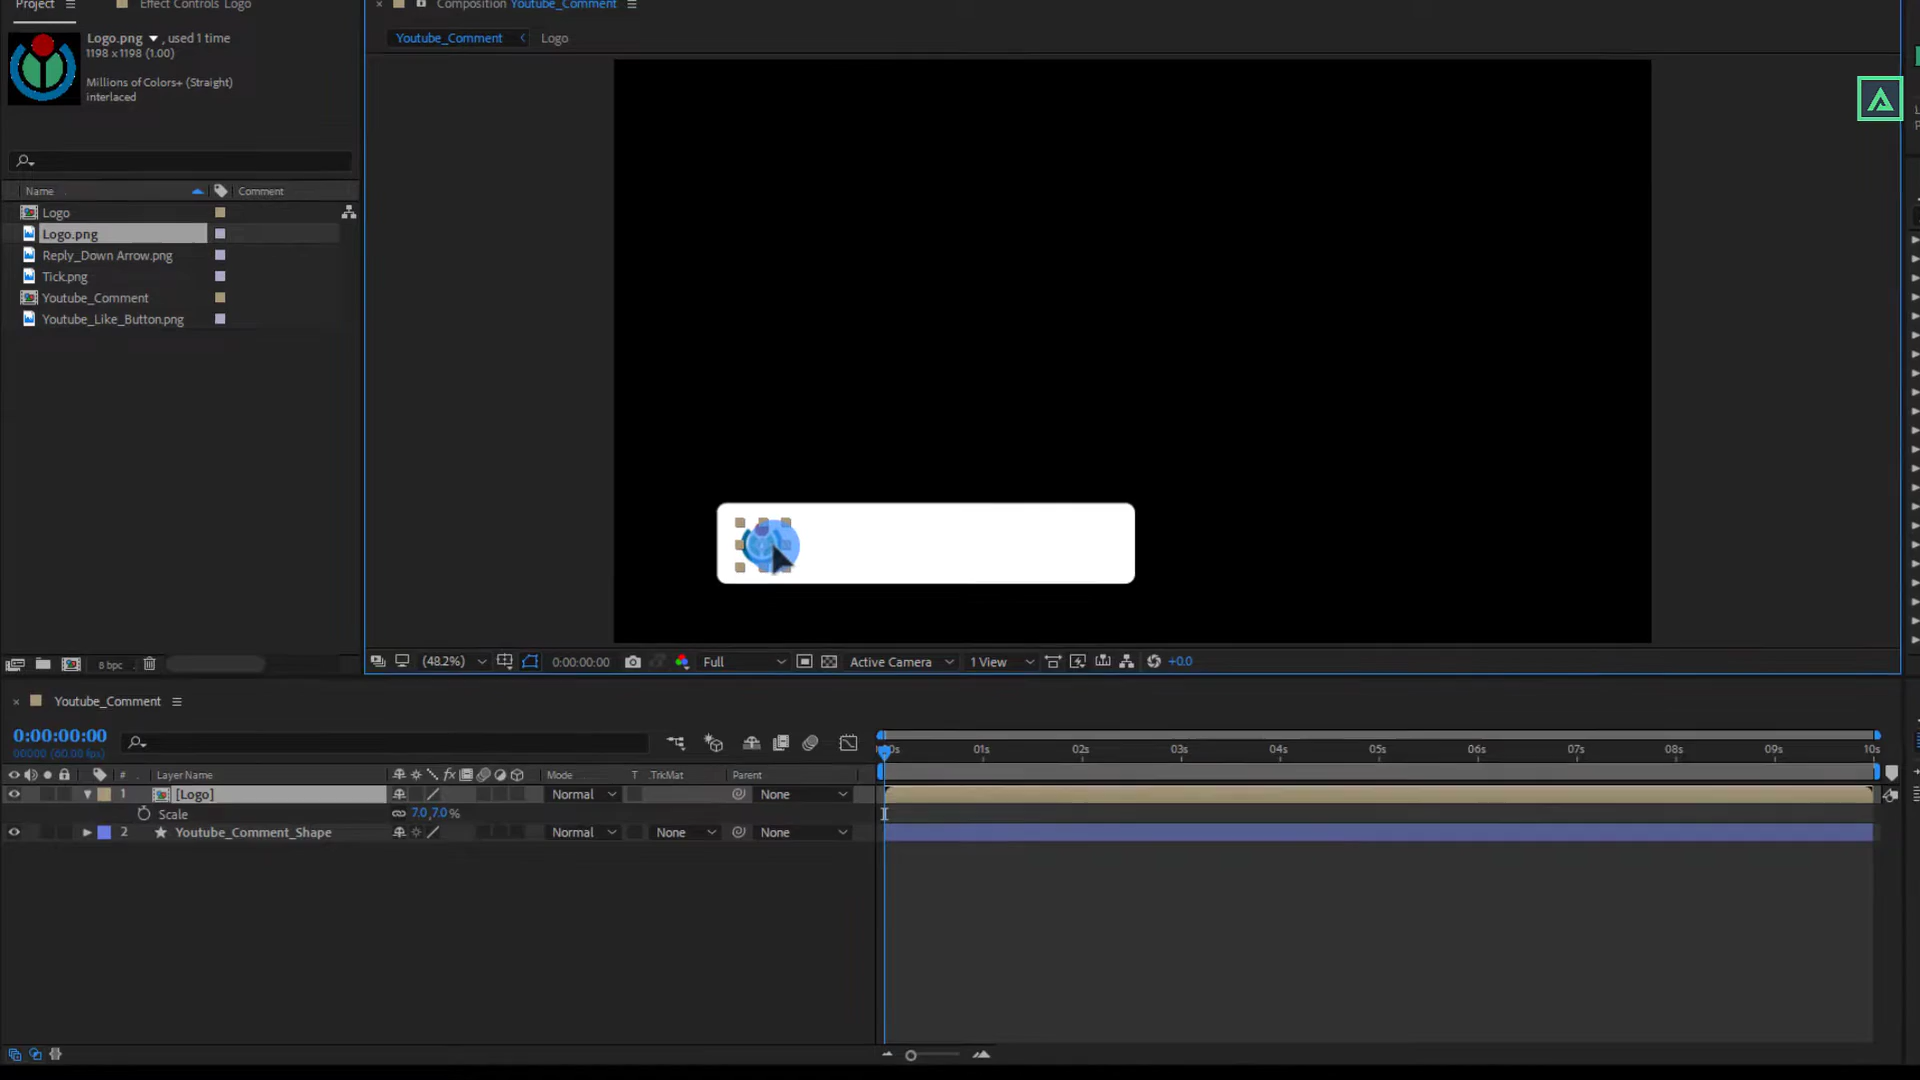 Project
Effect Controls Logo
Composition Youtube_Comment
Logo.png , used 1 time
1198 x 1198 (1.00)
Millions of Colors+ (Straight)
interlaced
Youtube_Comment
Logo
Name
Comment
Logo
Logo.png
Reply_Down Arrow.png
Tick.png
Youtube_Comment
Youtube_Like_Button.png
8 bpc
(48.2%)
0:00:00:00
Full
Active Camera
1 View
+0.0
Youtube_Comment
0:00:00:00
00000 (60.00 fps)
01s
02s
03s
04s
05s
06s
07s
08s
09s
10s
#
Layer Name
fx
Mode
T
.TrkMat
Parent
1
[Logo]
Normal
None
Scale
7.0,7.0%
2
Youtube_Comment_Shape
Normal
None
None